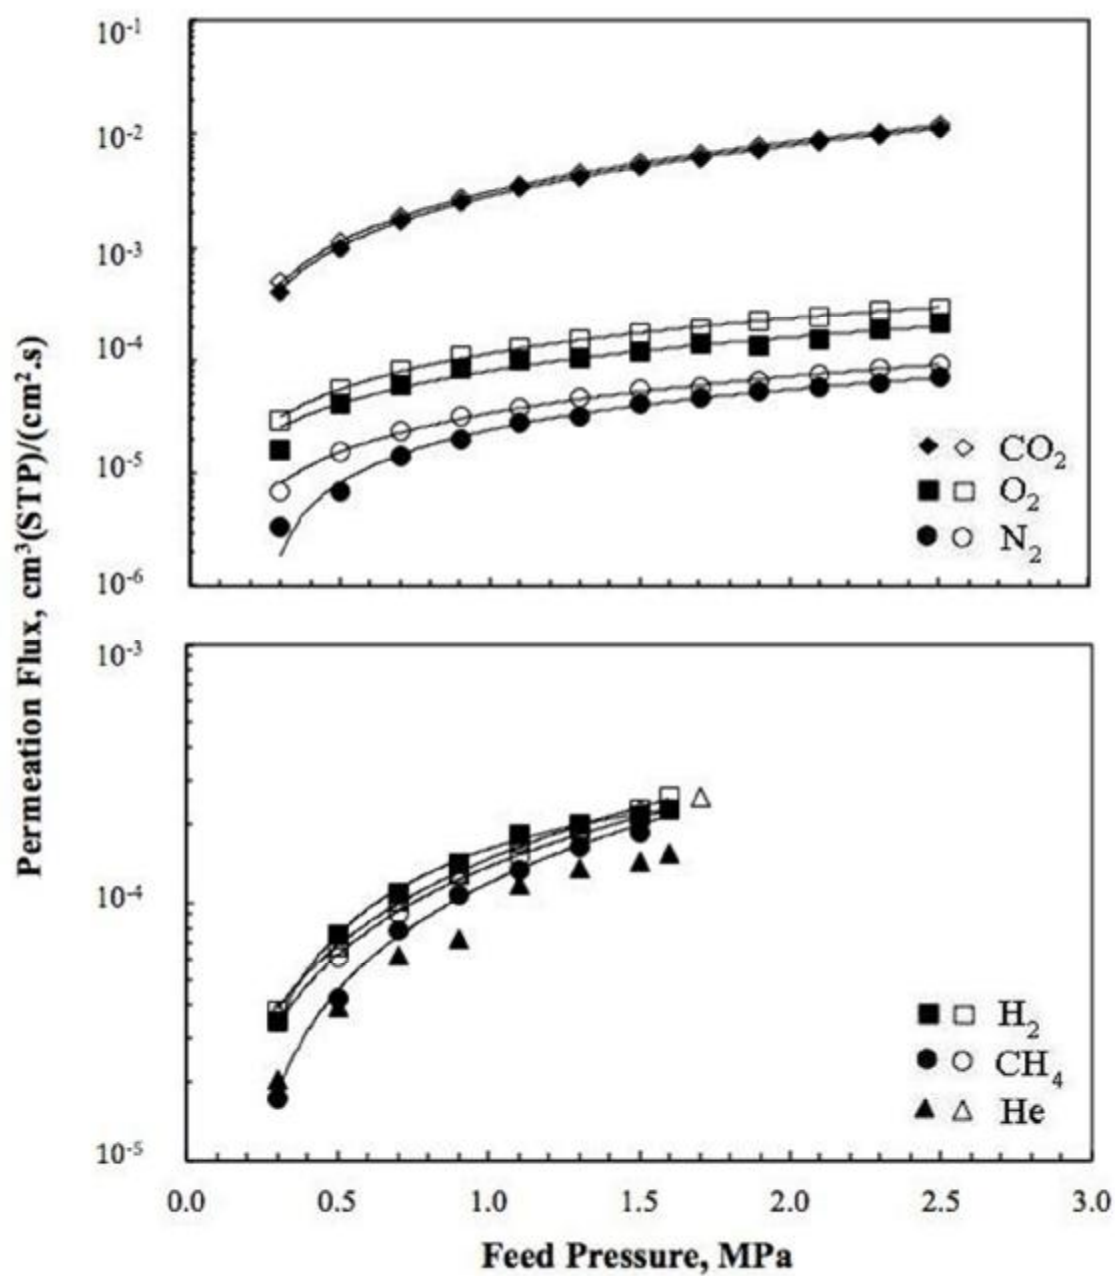 Permeation Flux, cm³(STP)/(cm².s)
10⁻¹
10⁻²
10⁻³
10⁻⁴
10⁻⁵
10⁻⁶
CO₂
O₂
N₂
10⁻³
10⁻⁴
10⁻⁵
H₂
CH₄
He
0.0 0.5 1.0 1.5 2.0 2.5 3.0
Feed Pressure, MPa